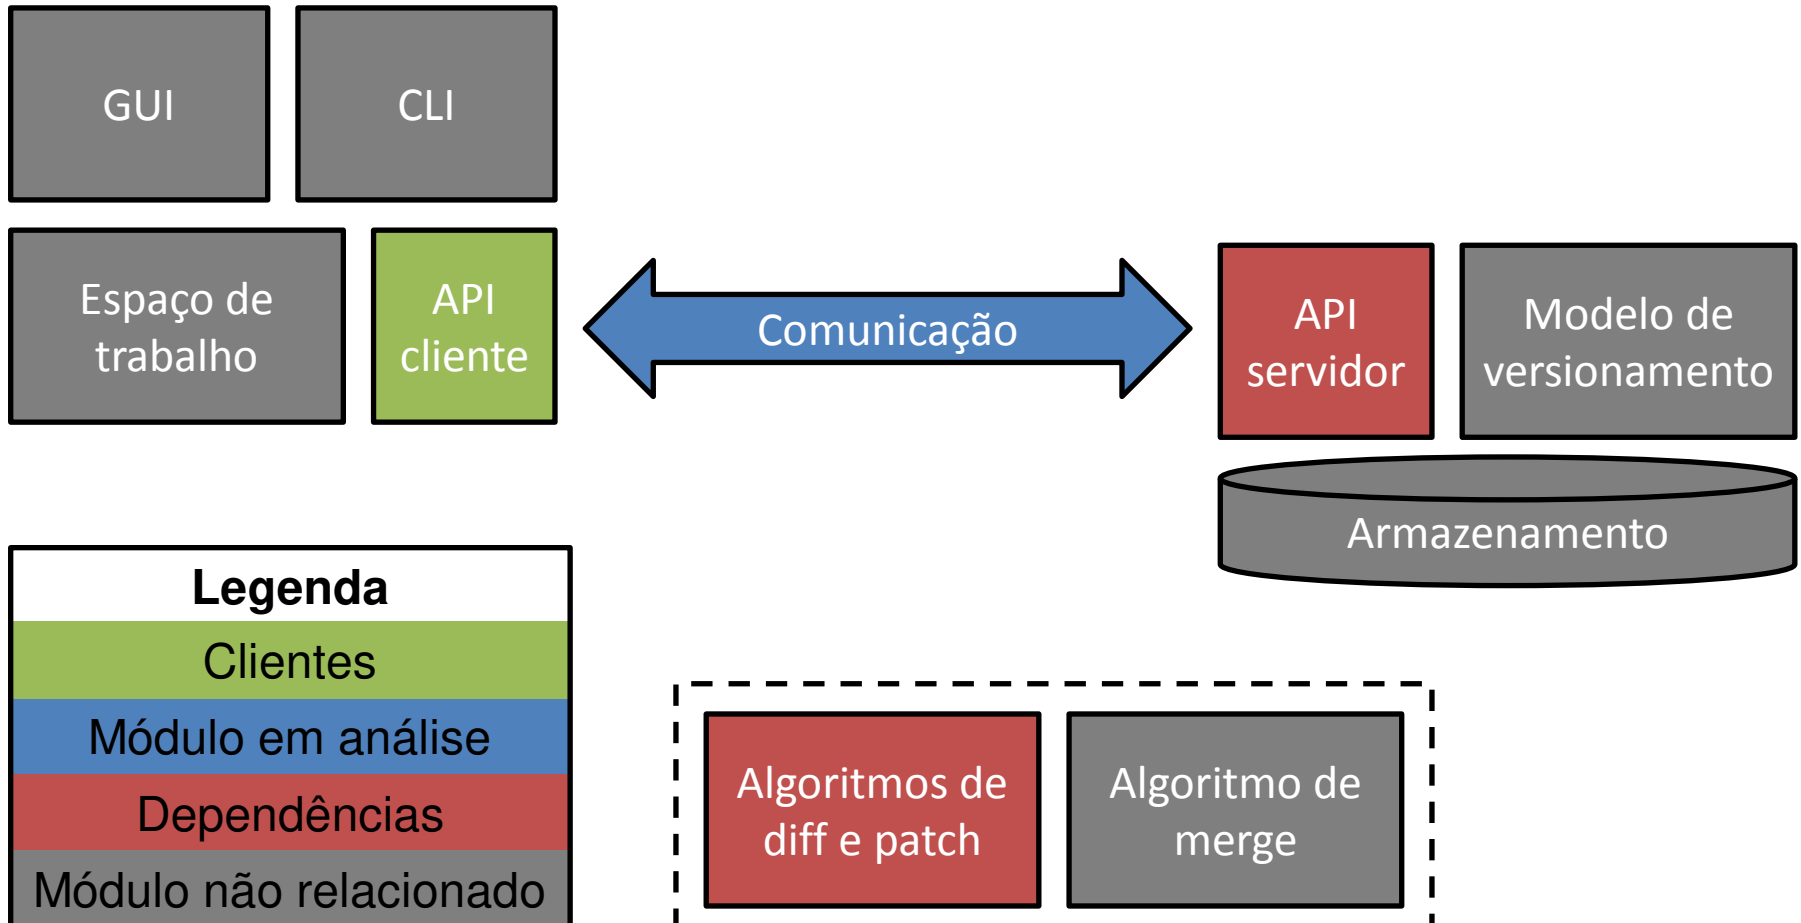 GUI
CLI
Espaço de
trabalho
API
cliente
Comunicação
API
servidor
Modelo de
versionamento
Armazenamento
Legenda
Clientes
Módulo em análise
Dependências
Módulo não relacionado
Algoritmos de
diff e patch
Algoritmo de
merge